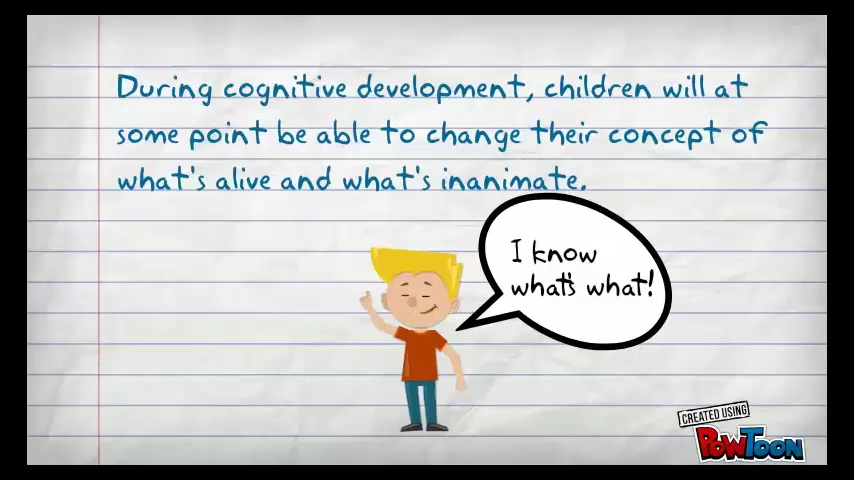 During cognitive development, children will at
some point be able to change their concept of
what's alive and what's inanimate.
I know
what's what!
CREATED USING
POWTOON